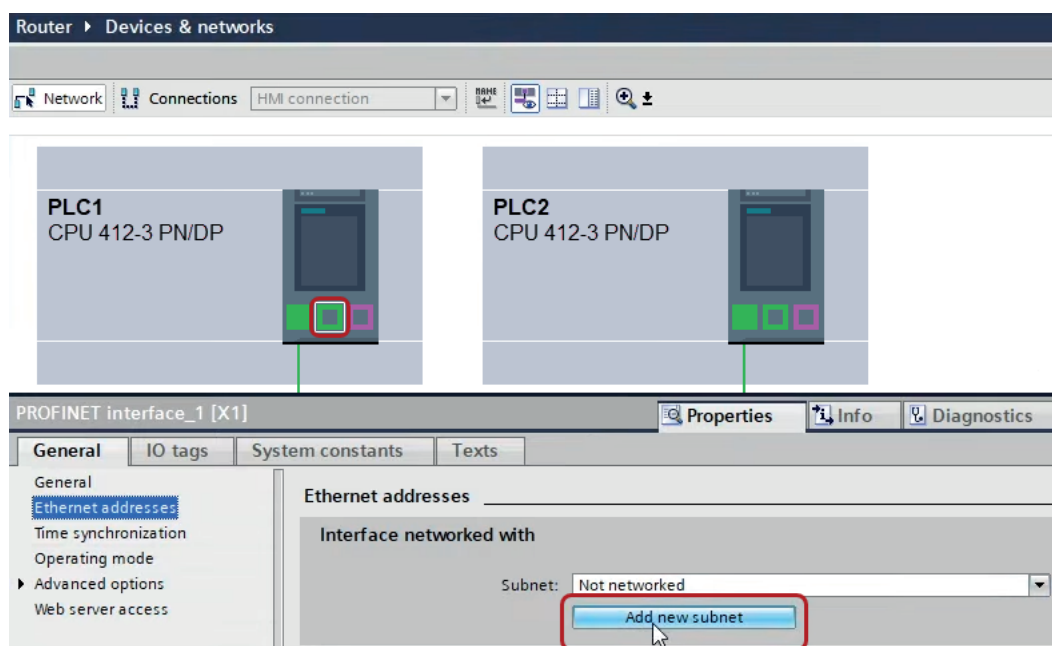 Router ▸ Devices & networks
Network Connections HMI connection
PLC1
CPU 412-3 PN/DP
PLC2
CPU 412-3 PN/DP
PROFINET interface_1 [X1]
Properties Info Diagnostics
General IO tags System constants Texts
General
Ethernet addresses
Time synchronization
Operating mode
Advanced options
Web server access
Ethernet addresses
Interface networked with
Subnet: Not networked
Add new subnet